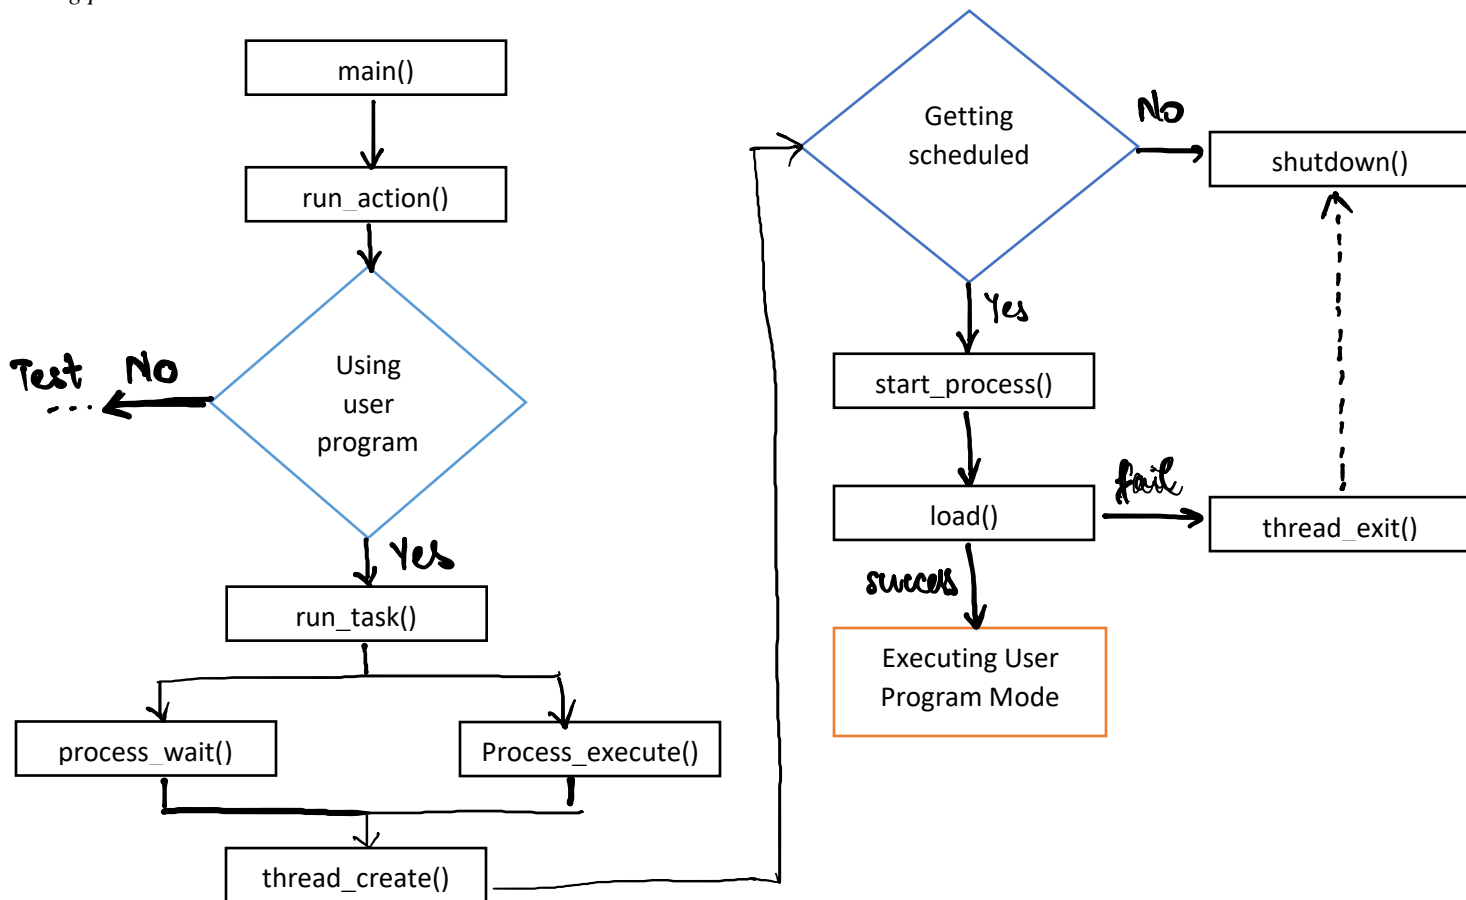 main()
run_action()
Using
user
program
Test NO
...
Yes
run_task()
process_wait()
Process_execute()
thread_create()
Getting
scheduled
No
shutdown()
Yes
start_process()
load()
fail
thread_exit()
success
Executing User
Program Mode